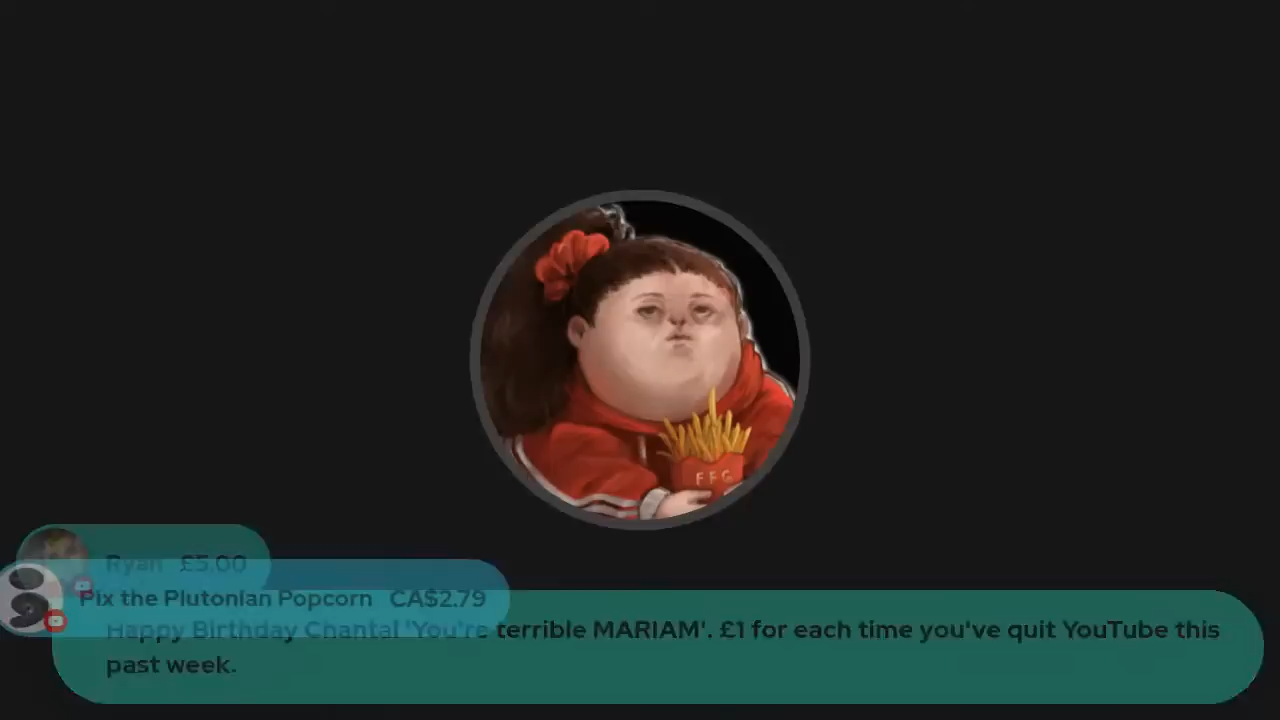 FFG
Ryan £5.00
Pix the Plutonian Popcorn CA$2.79
Happy Birthday Chantal 'You're terrible MARIAM'. £1 for each time you've quit YouTube this
past week.